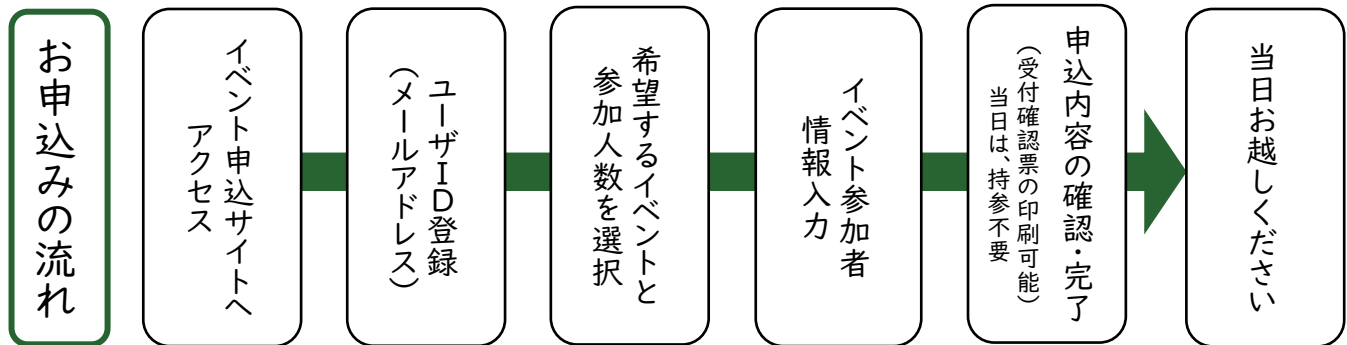 お申込みの流れ
イベント申込サイトへ
アクセス
ユーザID登録
(メールアドレス)
希望するイベントと
参加人数を選択
イベント参加者
情報入力
申込内容の確認・完了
(受付確認票の印刷可能)
当日は、持参不要
当日お越しください